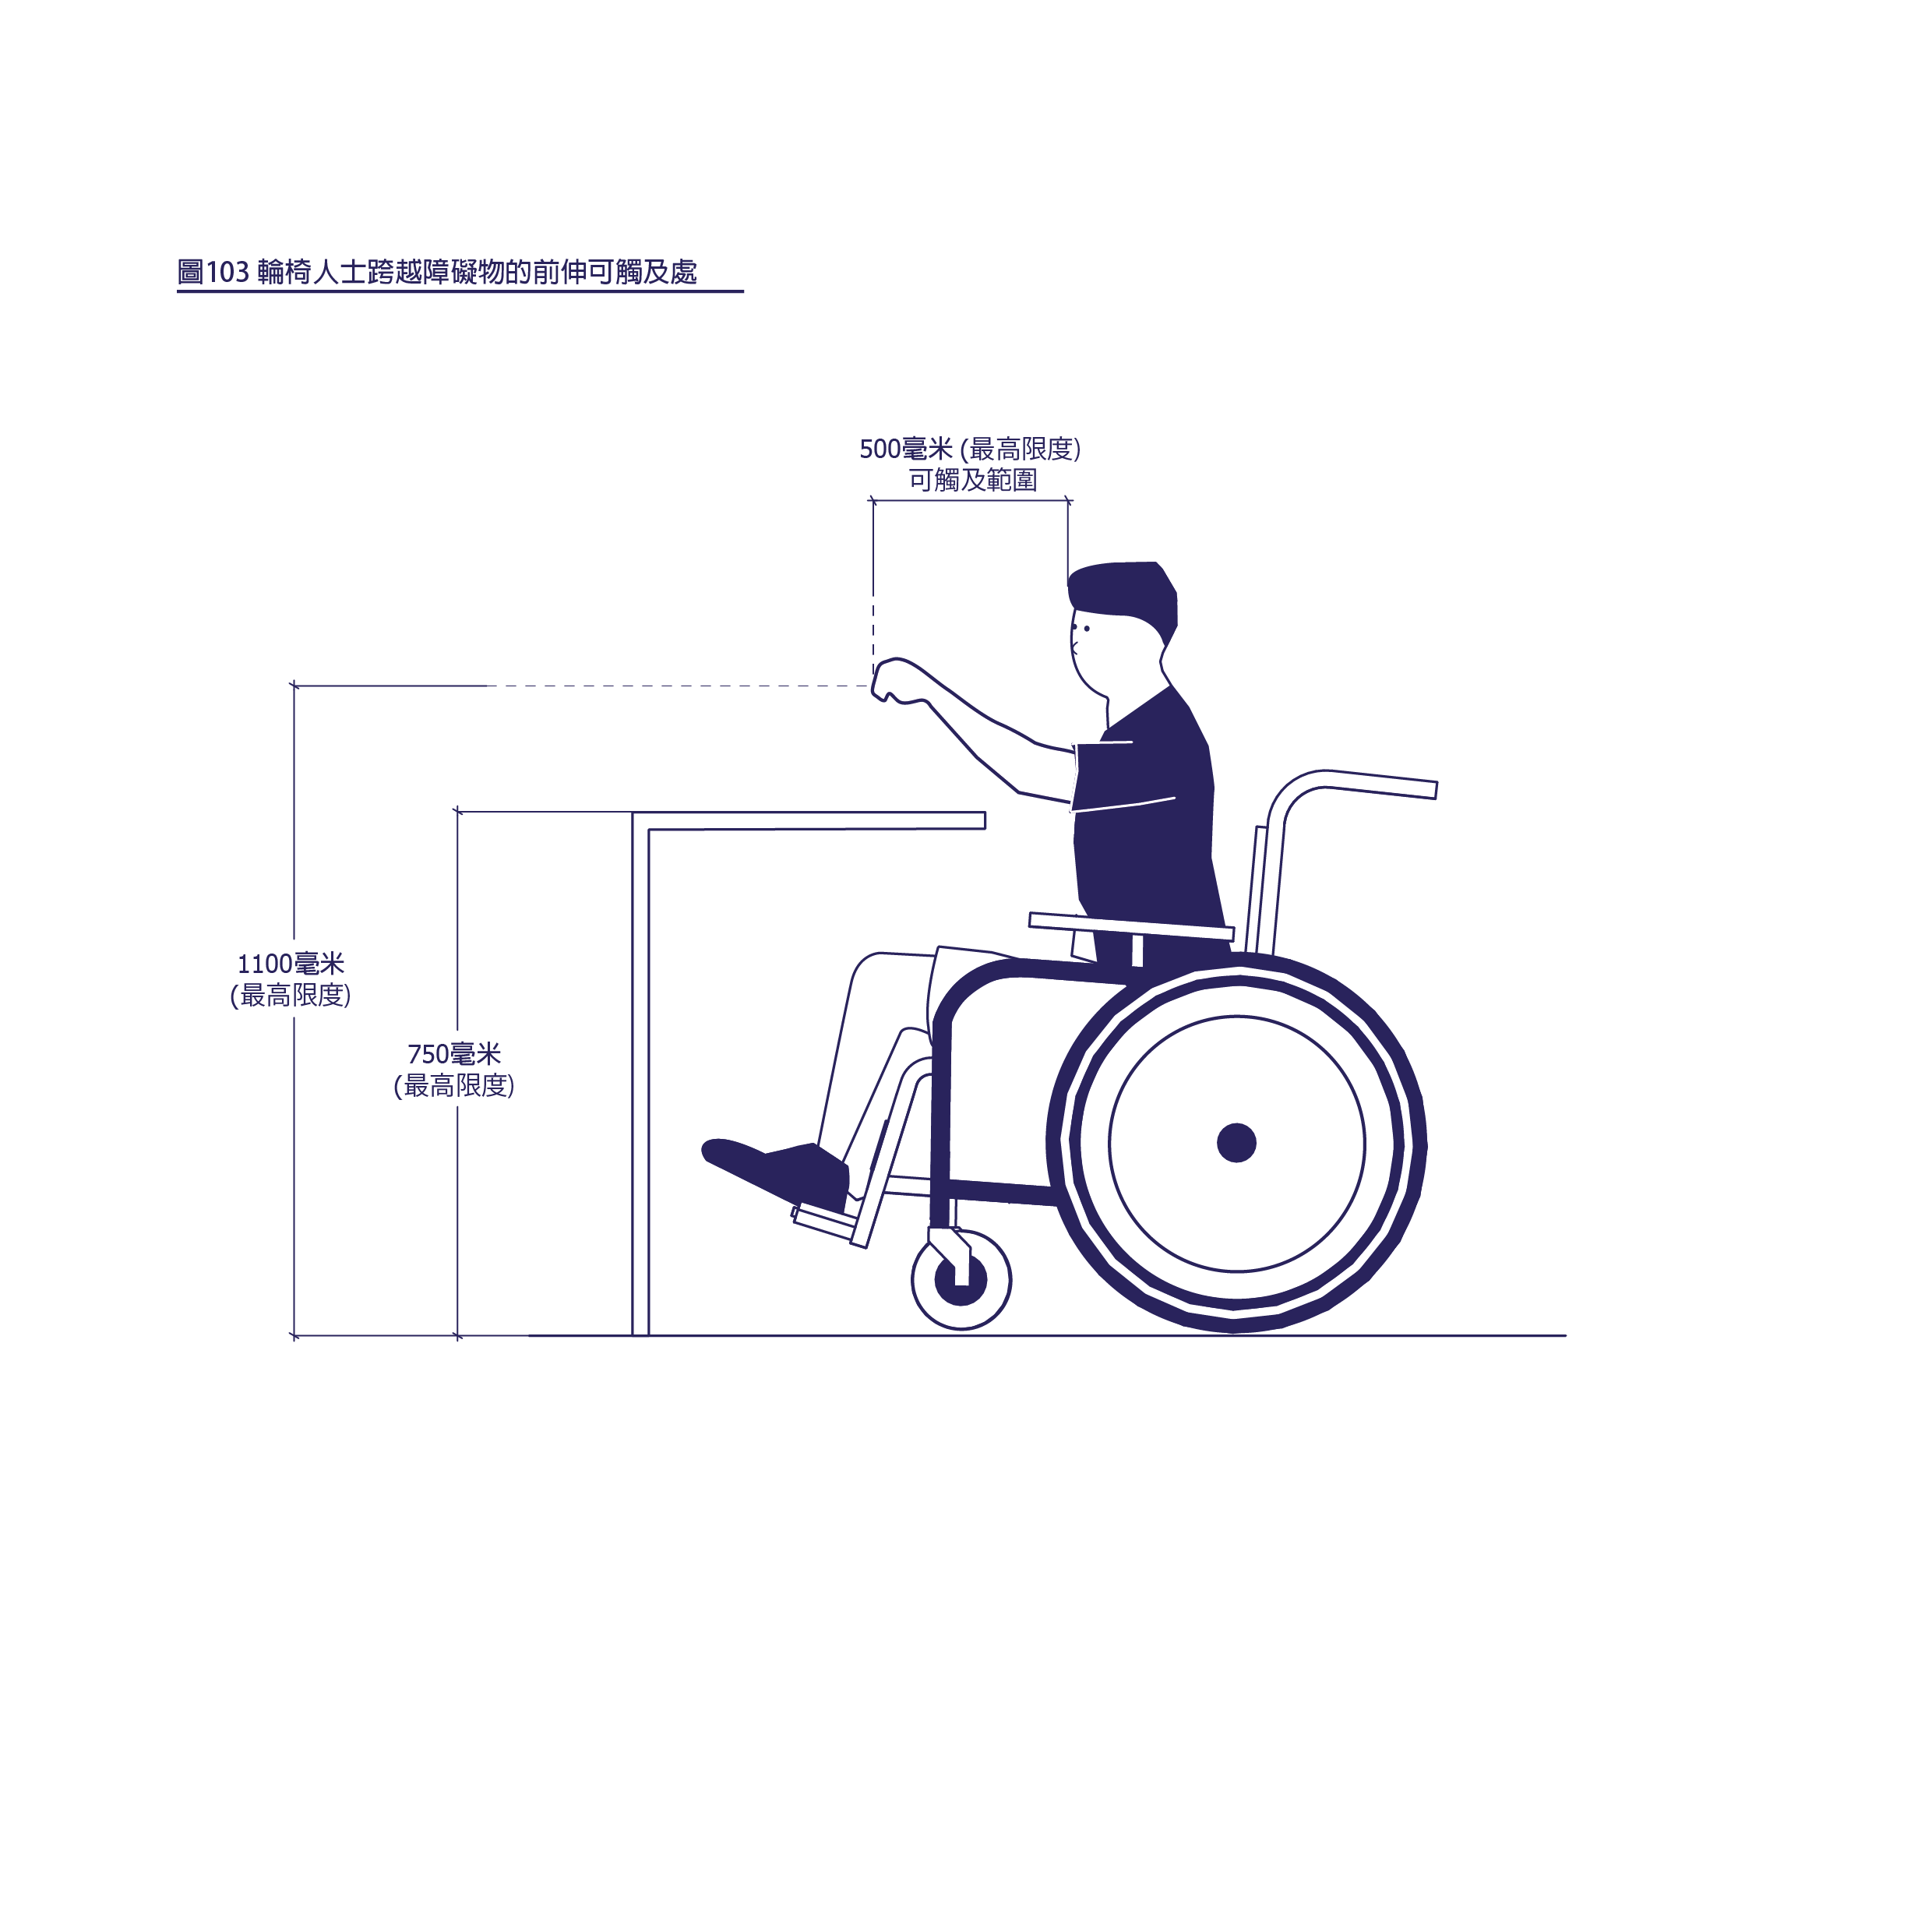 圖103 輪椅人士跨越障礙物的前伸可觸及處
500毫米 (最高限度)
可觸及範圍
1100毫米
(最高限度)
750毫米
(最高限度)